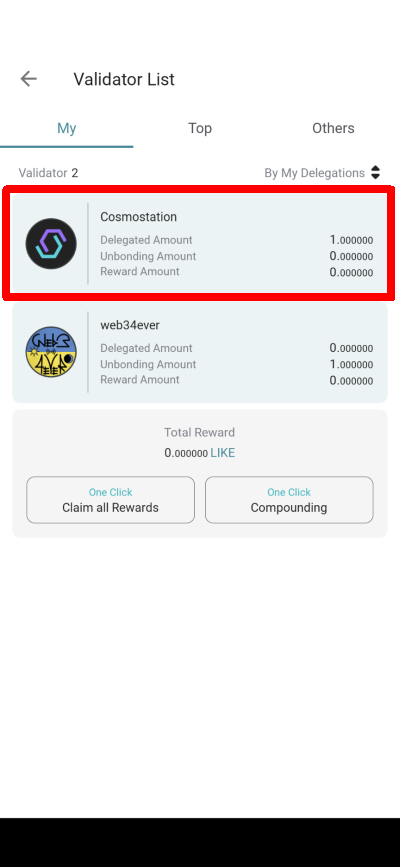 Validator List
My Top Others
Validator 2 By My Delegations
Cosmostation
Delegated Amount 1.000000
Unbonding Amount 0.000000
Reward Amount 0.000000
web34ever
Delegated Amount 0.000000
Unbonding Amount 1.000000
Reward Amount 0.000000
Total Reward
0.000000 LIKE
One Click One Click
Claim all Rewards Compounding